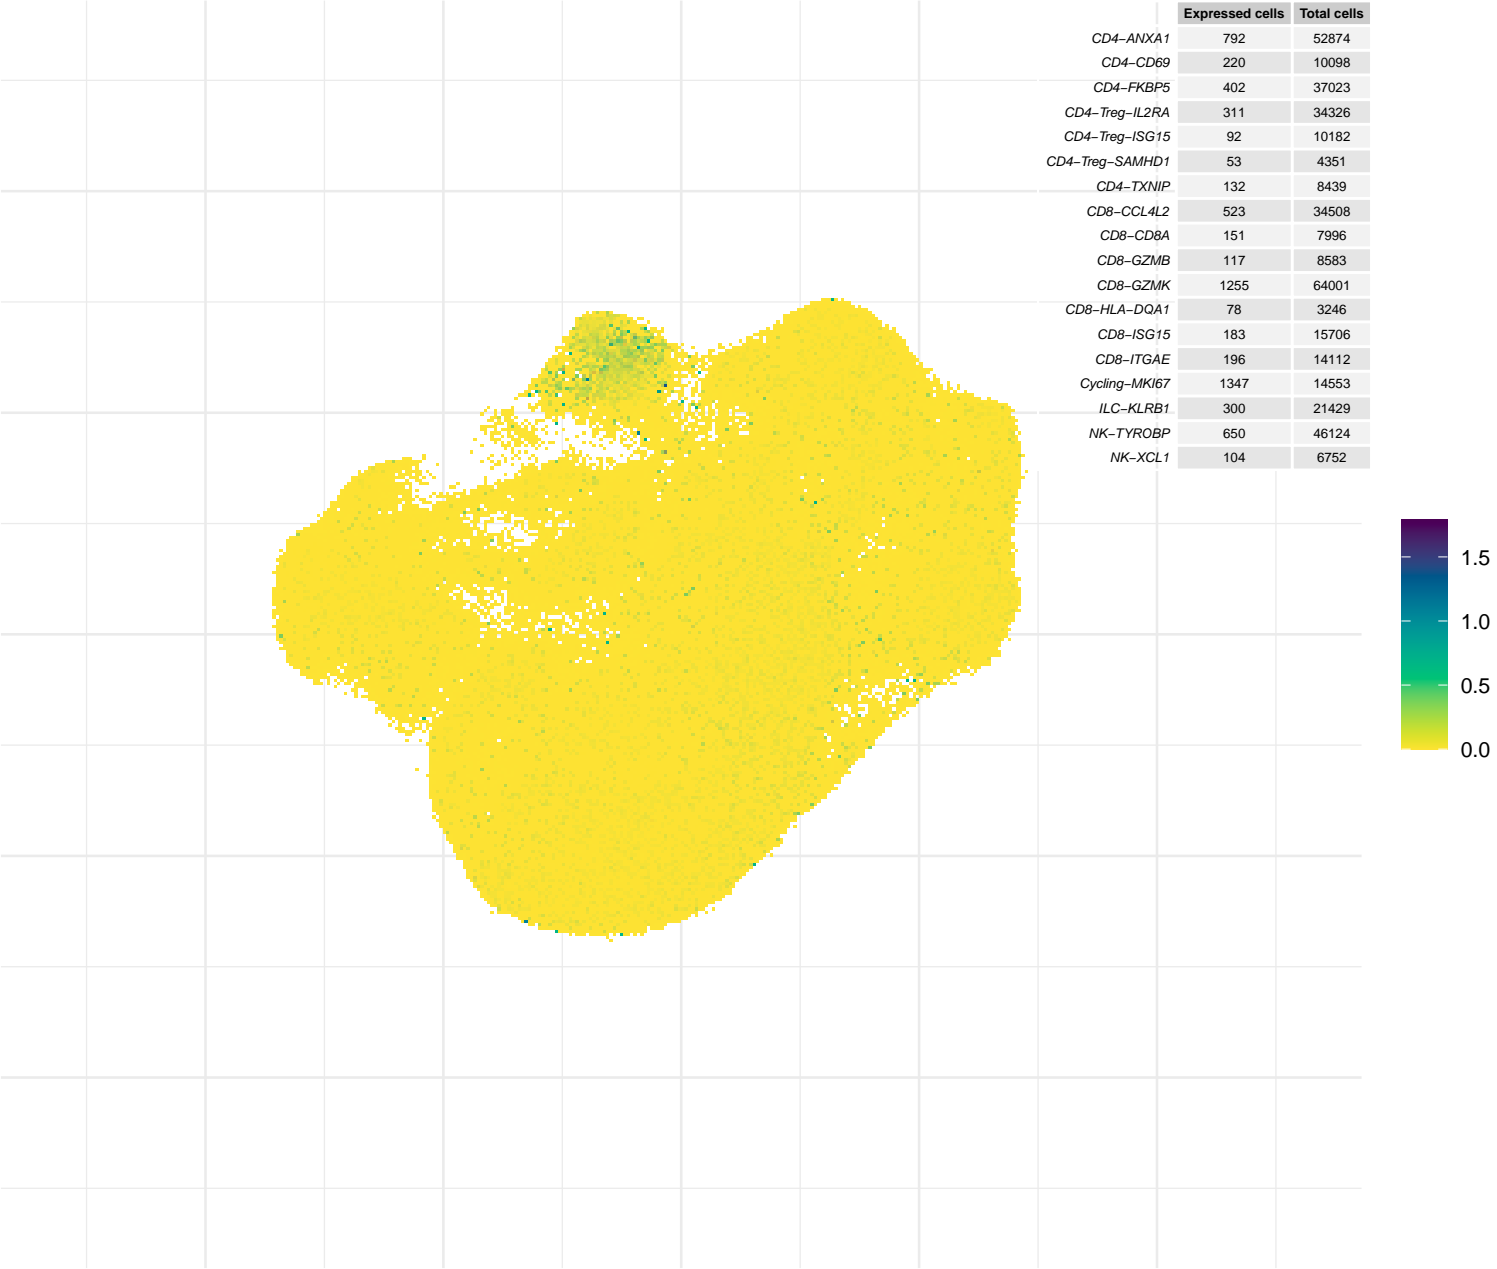 Expressed cells Total cells
CD4−ANXA1 792 52874
CD4−CD69 220 10098
CD4−FKBP5 402 37023
CD4−Treg−IL2RA 311 34326
CD4−Treg−ISG15 92 10182
CD4−Treg−SAMHD1 53 4351
CD4−TXNIP 132 8439
CD8−CCL4L2 523 34508
CD8−CD8A 151 7996
CD8−GZMB 117 8583
CD8−GZMK 1255 64001
CD8−HLA−DQA1 78 3246
CD8−ISG15 183 15706
CD8−ITGAE 196 14112
Cycling−MKI67 1347 14553
ILC−KLRB1 300 21429
NK−TYROBP 650 46124
NK−XCL1 104 6752
1.5
1.0
0.5
0.0